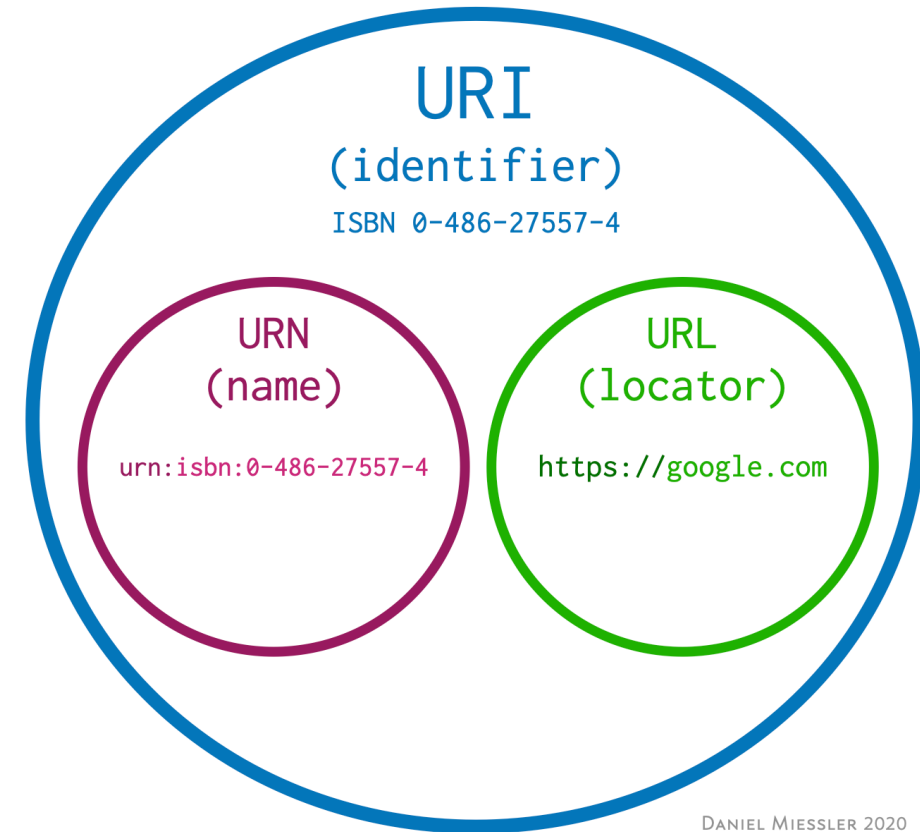 URI
(identifier)
ISBN 0-486-27557-4
URN
(name)
urn:isbn:0-486-27557-4
URL
(locator)
https://google.com
DANIEL MIESSLER 2020